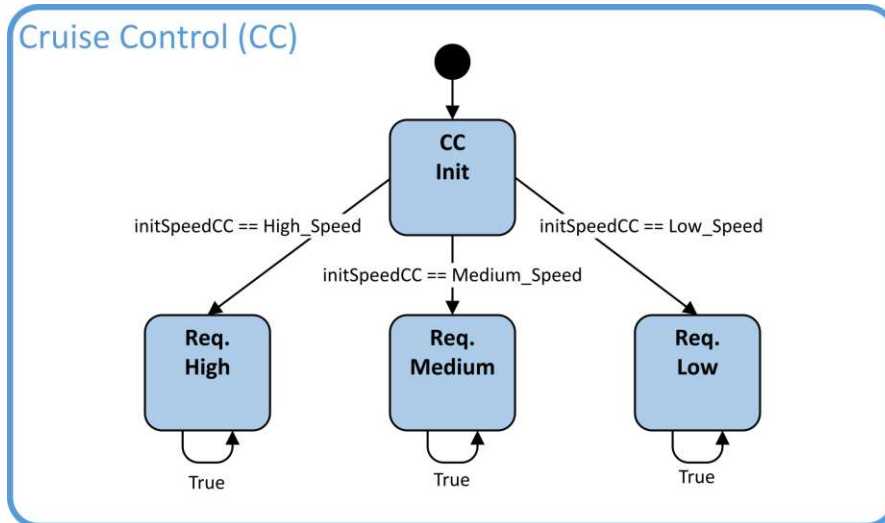 Cruise Control (CC)
CC
Init
initSpeedCC == High_Speed
initSpeedCC == Low_Speed
initSpeedCC == Medium_Speed
Req.
High
Req.
Medium
Req.
Low
True
True
True